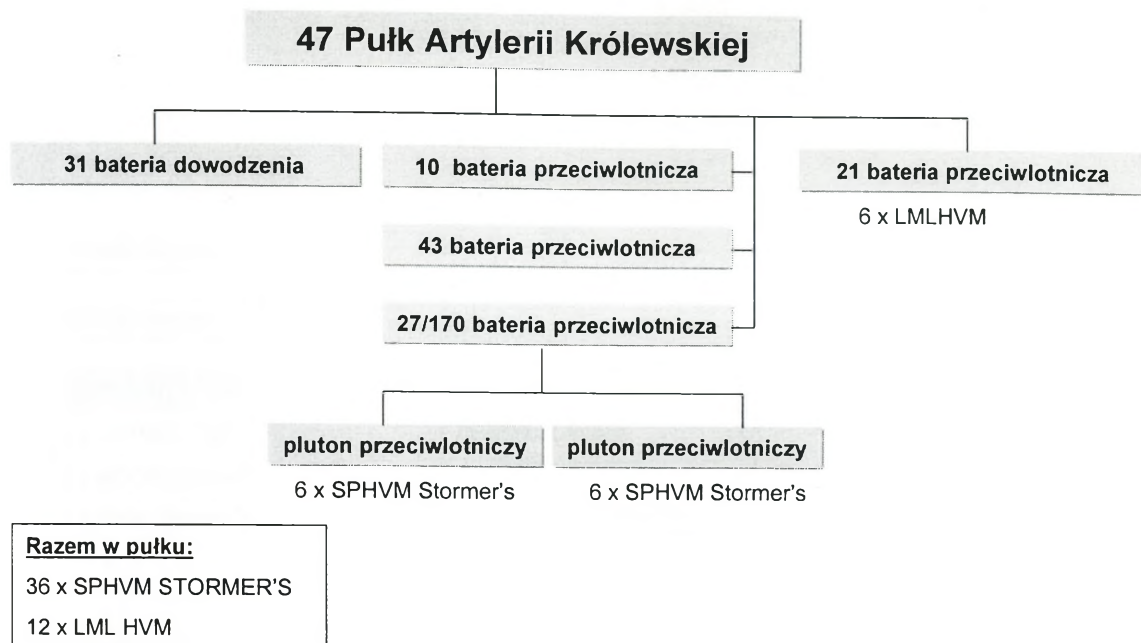 47 Pułk Artylerii Królewskiej
31 bateria dowodzenia
10 bateria przeciwlotnicza
21 bateria przeciwlotnicza
6 x LMLHVM
43 bateria przeciwlotnicza
27/170 bateria przeciwlotnicza
pluton przeciwlotniczy
pluton przeciwlotniczy
6 x SPHVM Stormer's
6 x SPHVM Stormer's
Razem w pułku:
36 x SPHVM STORMER'S
12 x LML HVM